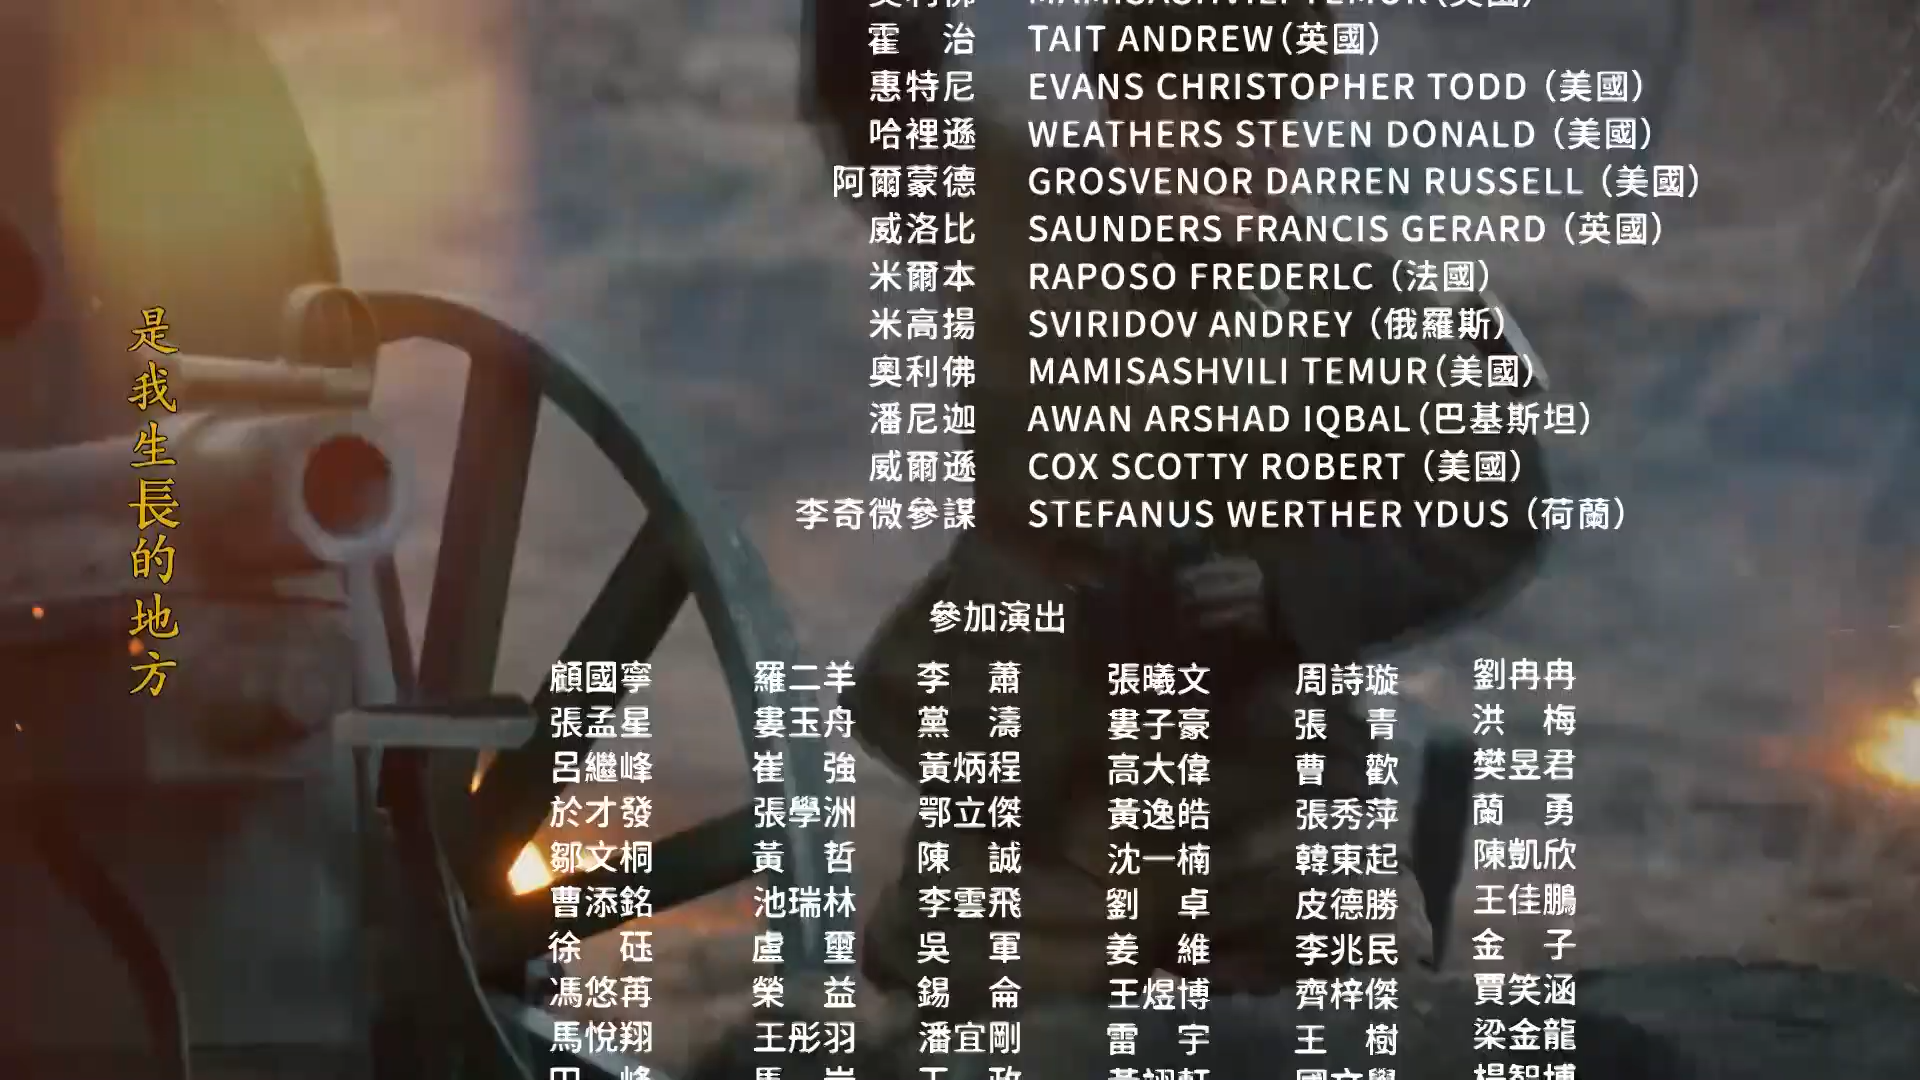 霍 治 TAIT ANDREW（英國）
惠特尼 EVANS CHRISTOPHER TODD （美國）
哈裡遜 WEATHERS STEVEN DONALD （美國）
阿爾蒙德 GROSVENOR DARREN RUSSELL （美國）
威洛比 SAUNDERS FRANCIS GERARD （英國）
米爾本 RAPOSO FREDERLC （法國）
米高揚 SVIRIDOV ANDREY （俄羅斯）
奧利佛 MAMISASHVILI TEMUR（美國）
潘尼迦 AWAN ARSHAD IQBAL（巴基斯坦）
威爾遜 COX SCOTTY ROBERT （美國）
李奇微參謀 STEFANUS WERTHER YDUS （荷蘭）
是我生長的地方
參加演出
顧國寧 羅二羊 李 蕭 張曦文 周詩璇 劉冉冉
張孟星 婁玉舟 黨 濤 婁子豪 張 青 洪 梅
呂繼峰 崔 強 黃炳程 高大偉 曹 歡 樊昱君
於才發 張學洲 鄂立傑 黃逸皓 張秀萍 蘭 勇
鄒文桐 黃 哲 陳 誠 沈一楠 韓東起 陳凱欣
曹添銘 池瑞林 李雲飛 劉 卓 皮德勝 王佳鵬
徐 砡 盧 璽 吳 軍 姜 維 李兆民 金 子
馮悠苒 榮 益 錫 侖 王煜博 齊梓傑 賈笑涵
馬悅翔 王彤羽 潘宜剛 雷 宇 王 樹 梁金龍